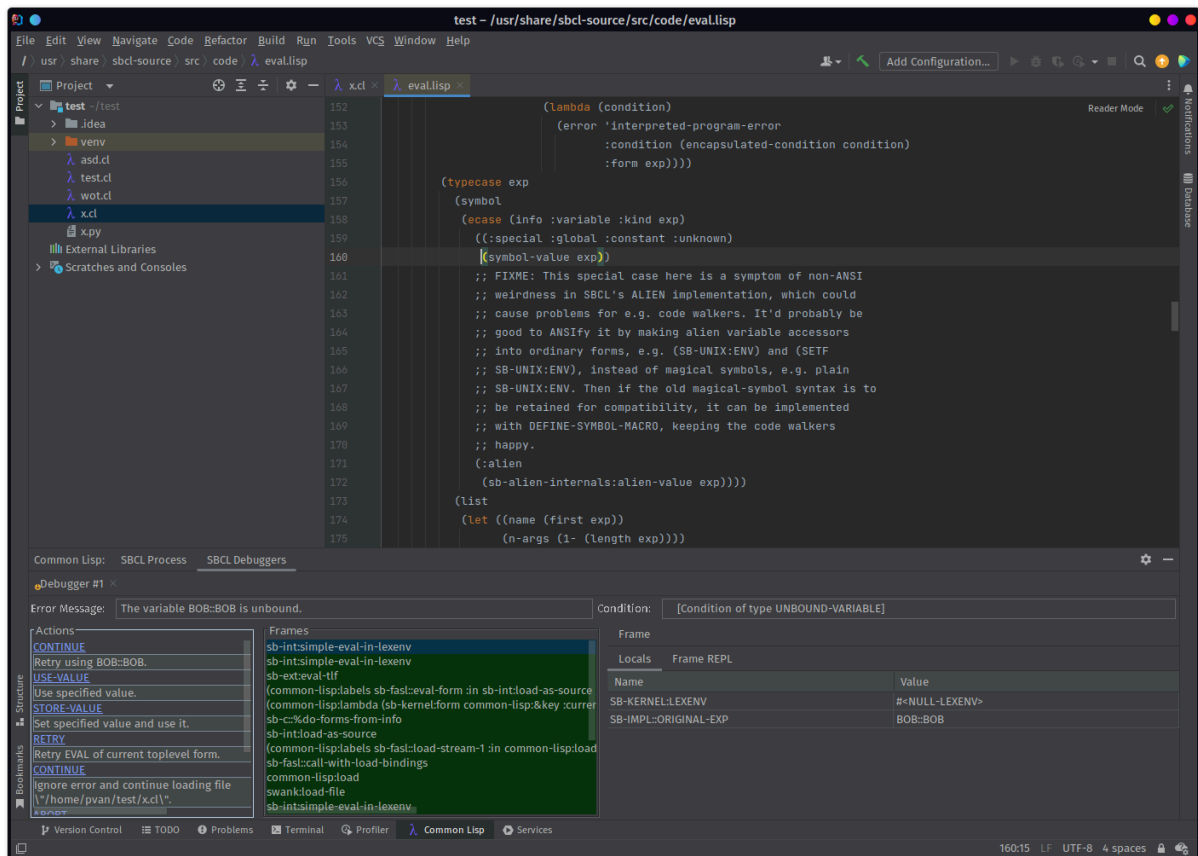 test – /usr/share/sbcl-source/src/code/eval.lisp
File Edit View Navigate Code Refactor Build Run Tools VCS Window Help
/ usr share sbcl-source src code λ eval.lisp
Add Configuration...
Project
λ x.cl
λ eval.lisp
Project
test ~/test
.idea
venv
λ asd.cl
λ test.cl
λ wot.cl
λ x.cl
x.py
External Libraries
Scratches and Consoles
Reader Mode
152 (lambda (condition)
153 (error 'interpreted-program-error
154 :condition (encapsulated-condition condition)
155 :form exp))))
156 (typecase exp
157 (symbol
158 (ecase (info :variable :kind exp)
159 ((:special :global :constant :unknown)
160 (symbol-value exp))
161 ;; FIXME: This special case here is a symptom of non-ANSI
162 ;; weirdness in SBCL's ALIEN implementation, which could
163 ;; cause problems for e.g. code walkers. It'd probably be
164 ;; good to ANSIfy it by making alien variable accessors
165 ;; into ordinary forms, e.g. (SB-UNIX:ENV) and (SETF
166 ;; SB-UNIX:ENV), instead of magical symbols, e.g. plain
167 ;; SB-UNIX:ENV. Then if the old magical-symbol syntax is to
168 ;; be retained for compatibility, it can be implemented
169 ;; with DEFINE-SYMBOL-MACRO, keeping the code walkers
170 ;; happy.
171 (:alien
172 (sb-alien-internals:alien-value exp))))
173 (list
174 (let ((name (first exp))
175 (n-args (1- (length exp))))
Notifications
Database
Structure
Bookmarks
Common Lisp: SBCL Process SBCL Debuggers
Debugger #1
Error Message: The variable BOB::BOB is unbound.
Condition: [Condition of type UNBOUND-VARIABLE]
Actions
CONTINUE
Retry using BOB::BOB.
USE-VALUE
Use specified value.
STORE-VALUE
Set specified value and use it.
RETRY
Retry EVAL of current toplevel form.
CONTINUE
Ignore error and continue loading file
\"/home/pvan/test/x.cl\".
ABORT
Frames
sb-int:simple-eval-in-lexenv
sb-int:simple-eval-in-lexenv
sb-ext:eval-tlf
(common-lisp:labels sb-fasl::eval-form :in sb-int:load-as-source
(common-lisp:lambda (sb-kernel:form common-lisp:&key :curren
sb-c::%do-forms-from-info
sb-int:load-as-source
(common-lisp:labels sb-fasl::load-stream-1 :in common-lisp:load
sb-fasl::call-with-load-bindings
common-lisp:load
swank:load-file
sb-int:simple-eval-in-lexenv
Frame
Locals Frame REPL
Name Value
SB-KERNEL:LEXENV #<NULL-LEXENV>
SB-IMPL::ORIGINAL-EXP BOB::BOB
Version Control TODO Problems Terminal Profiler λ Common Lisp Services
160:15 LF UTF-8 4 spaces